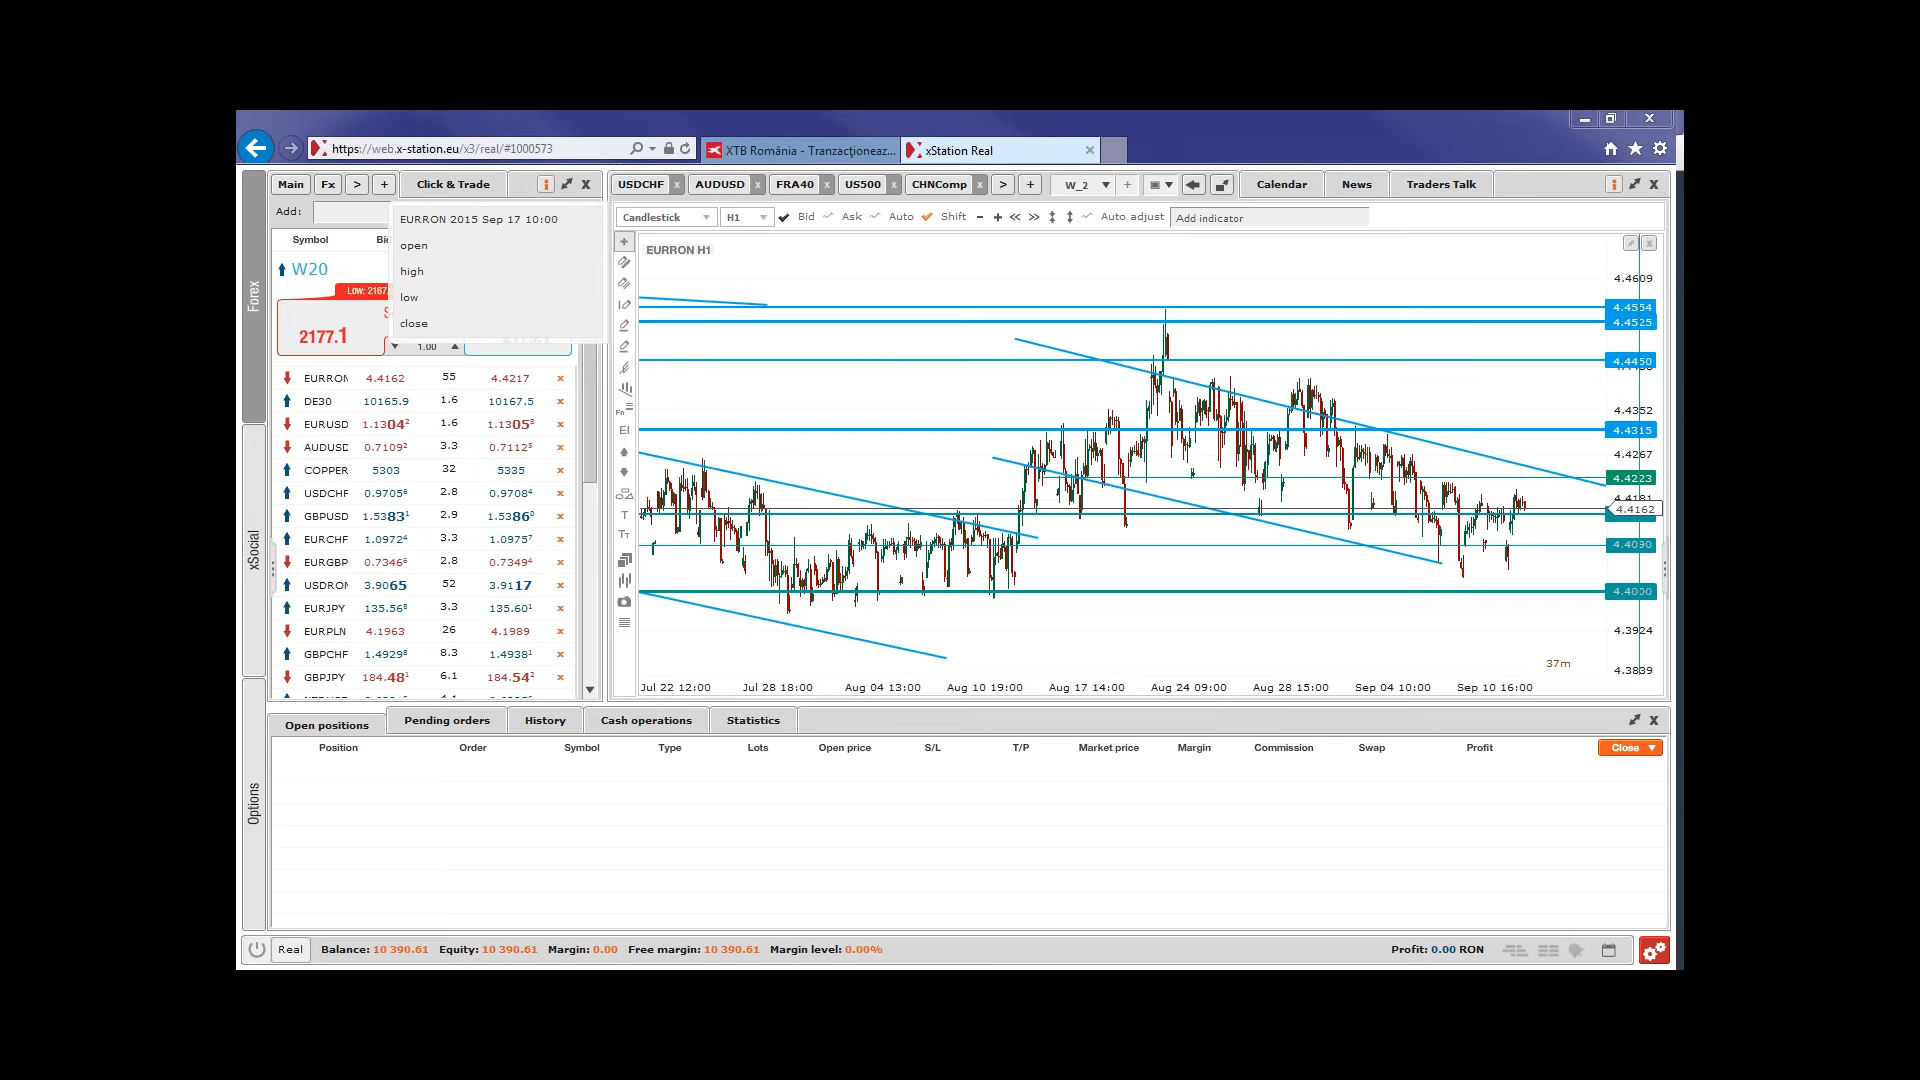 https://web.x-station.eu/x3/real/#1000573
XTB România - Tranzacţioneaz...
xStation Real
Main
Fx
>
+
Click & Trade
USDCHF x
AUDUSD x
FRA40 x
US500 x
CHNComp x
>
+
W_2
Calendar
News
Traders Talk
Add:
Candlestick
H1
Bid
Ask
Auto
Shift
Auto adjust
Add indicator
EURRON 2015 Sep 17 10:00
open
high
low
close
Symbol
W20
Low: 2167
2177.1
1.00
EURRON 4.4162 55 4.4217 x
DE30 10165.9 1.6 10167.5 x
EURUSD 1.13042 1.6 1.13058 x
AUDUSD 0.71092 3.3 0.71125 x
COPPER 5303 32 5335 x
USDCHF 0.97056 2.8 0.97084 x
GBPUSD 1.53831 2.9 1.53860 x
EURCHF 1.09724 3.3 1.09757 x
EURGBP 0.73466 2.8 0.73494 x
USDRON 3.9065 52 3.9117 x
EURJPY 135.568 3.3 135.601 x
EURPLN 4.1963 26 4.1989 x
GBPCHF 1.49298 8.3 1.49381 x
GBPJPY 184.481 6.1 184.542 x
Forex
xSocial
Options
EURRON H1
Fn
EI
T
TT
4.4609
4.4554
4.4525
4.4450
4.4352
4.4315
4.4267
4.4223
4.4181
4.4162
4.4090
4.4000
4.3924
4.3839
37m
Jul 22 12:00
Jul 28 18:00
Aug 04 13:00
Aug 10 19:00
Aug 17 14:00
Aug 24 09:00
Aug 28 15:00
Sep 04 10:00
Sep 10 16:00
Open positions
Pending orders
History
Cash operations
Statistics
Position Order Symbol Type Lots Open price S/L T/P Market price Margin Commission Swap Profit Close
Real Balance: 10 390.61 Equity: 10 390.61 Margin: 0.00 Free margin: 10 390.61 Margin level: 0.00% Profit: 0.00 RON